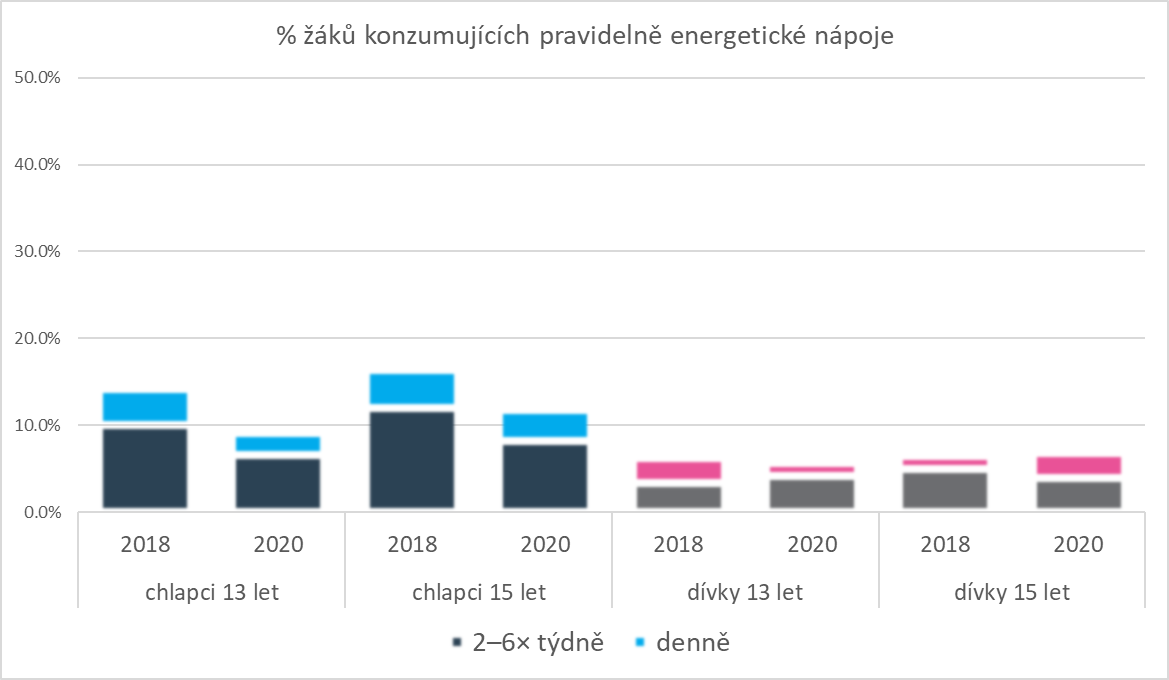 % žáků konzumujících pravidelně energetické nápoje
50.0%
40.0%
30.0%
20.0%
10.0%
0.0%
2018 2020 2018 2020 2018 2020 2018 2020
chlapci 13 let chlapci 15 let dívky 13 let dívky 15 let
2–6× týdně denně